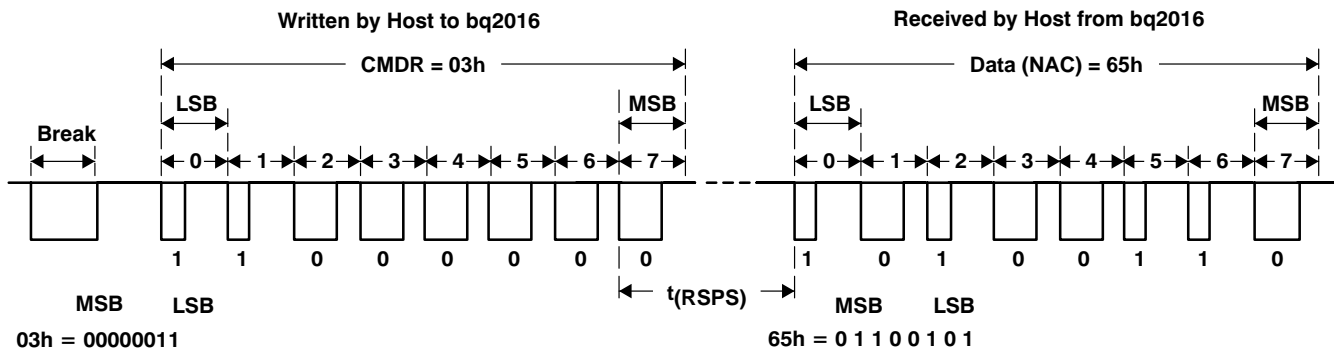 Written by Host to bq2016
Received by Host from bq2016
CMDR = 03h
Data (NAC) = 65h
LSB
MSB
LSB
MSB
Break
0 1 2 3 4 5 6 7
0 1 2 3 4 5 6 7
1 1 0 0 0 0 0 0
1 0 1 0 0 1 1 0
t(RSPS)
MSB LSB
MSB LSB
03h = 00000011
65h = 0 1 1 0 0 1 0 1